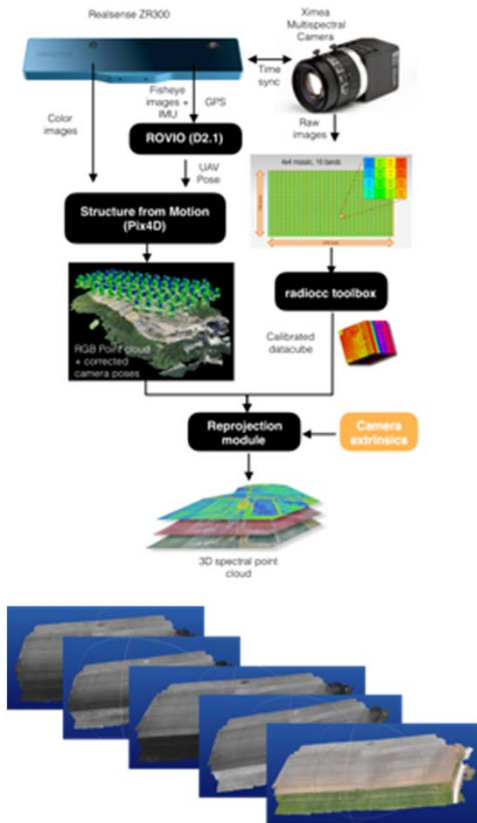 Realsense ZR300
Ximea
Multispectral
Camera
Time
sync
Color
images
Fisheye
images +
IMU
GPS
Raw
images
ROVIO (D2.1)
UAV
Pose
4x4 mosaic, 16 bands
Structure from Motion
(Pix4D)
radiocc toolbox
RGB Point cloud
+ corrected
camera poses
Calibrated
datacube
Reprojection
module
Camera
extrinsics
3D spectral point
cloud